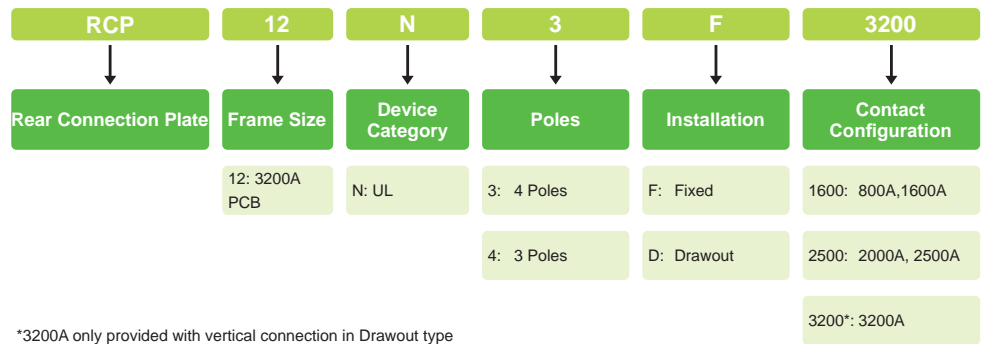 RCP 12 N 3 F 3200
Rear Connection Plate Frame Size Device Category Poles Installation Contact Configuration
12: 3200A PCB N: UL 3: 4 Poles F: Fixed 1600: 800A,1600A
4: 3 Poles D: Drawout 2500: 2000A, 2500A
3200*: 3200A
*3200A only provided with vertical connection in Drawout type